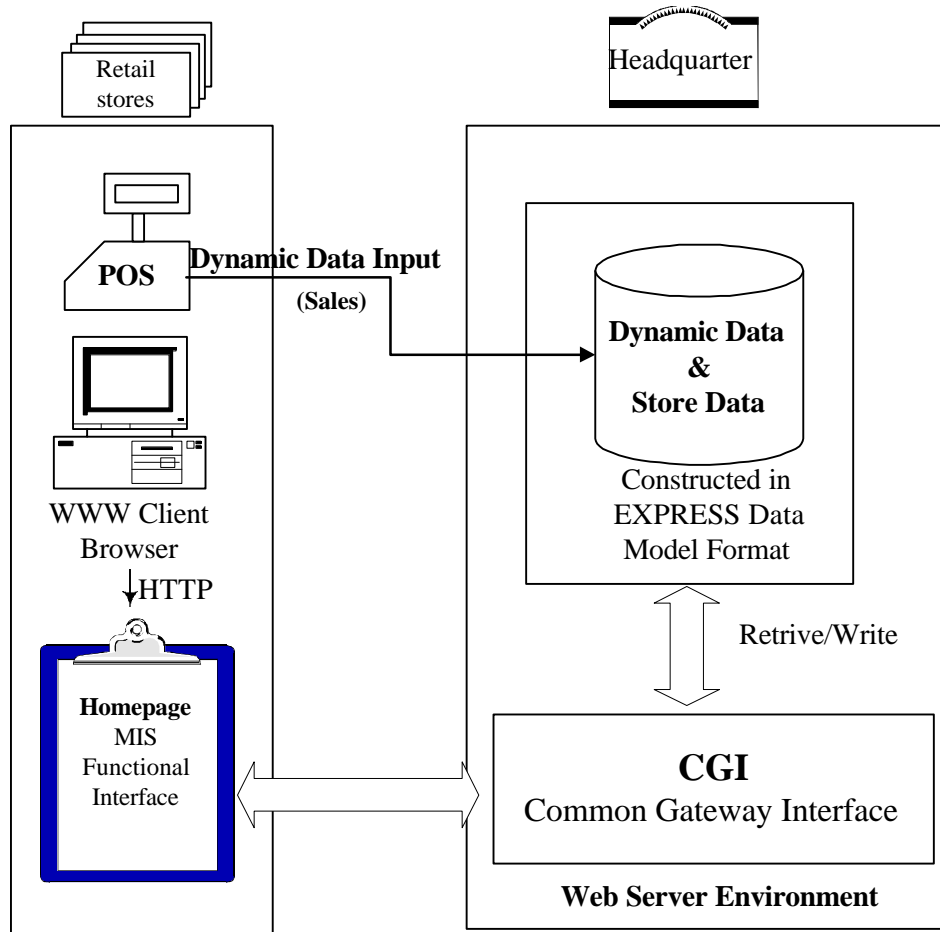 Retail
stores
Headquarter
POS
Dynamic Data Input
(Sales)
Dynamic Data
&
Store Data
Constructed in
EXPRESS Data
Model Format
WWW Client
Browser
HTTP
Retrive/Write
Homepage
MIS
Functional
Interface
CGI
Common Gateway Interface
Web Server Environment